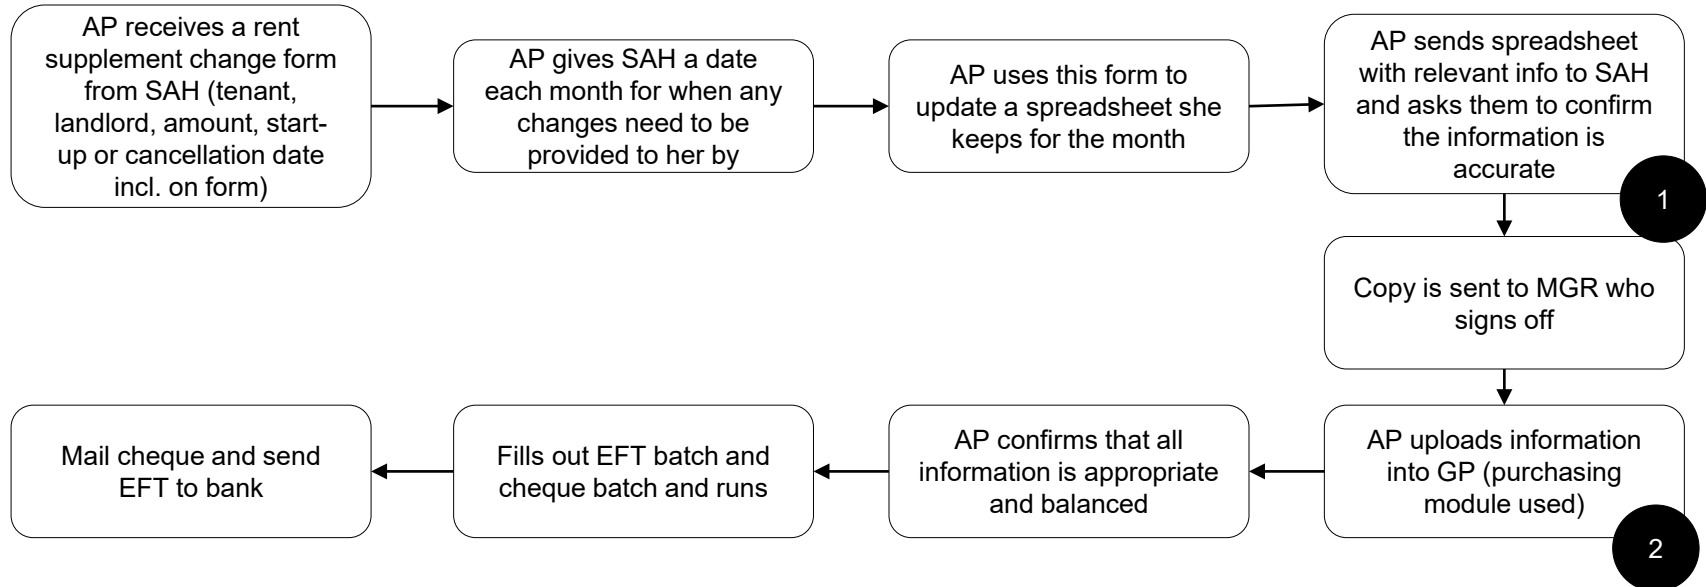 AP receives a rent
supplement change form
from SAH (tenant,
landlord, amount, start-
up or cancellation date
incl. on form)
AP gives SAH a date
each month for when any
changes need to be
provided to her by
AP uses this form to
update a spreadsheet she
keeps for the month
AP sends spreadsheet
with relevant info to SAH
and asks them to confirm
the information is
accurate
1
Copy is sent to MGR who
signs off
AP uploads information
into GP (purchasing
module used)
2
AP confirms that all
information is appropriate
and balanced
Fills out EFT batch and
cheque batch and runs
Mail cheque and send
EFT to bank